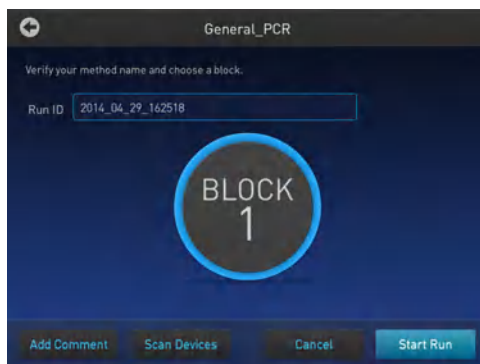 General_PCR
Verify your method name and choose a block.
Run ID 2014_04_29_162518
BLOCK
1
Add Comment Scan Devices Cancel Start Run